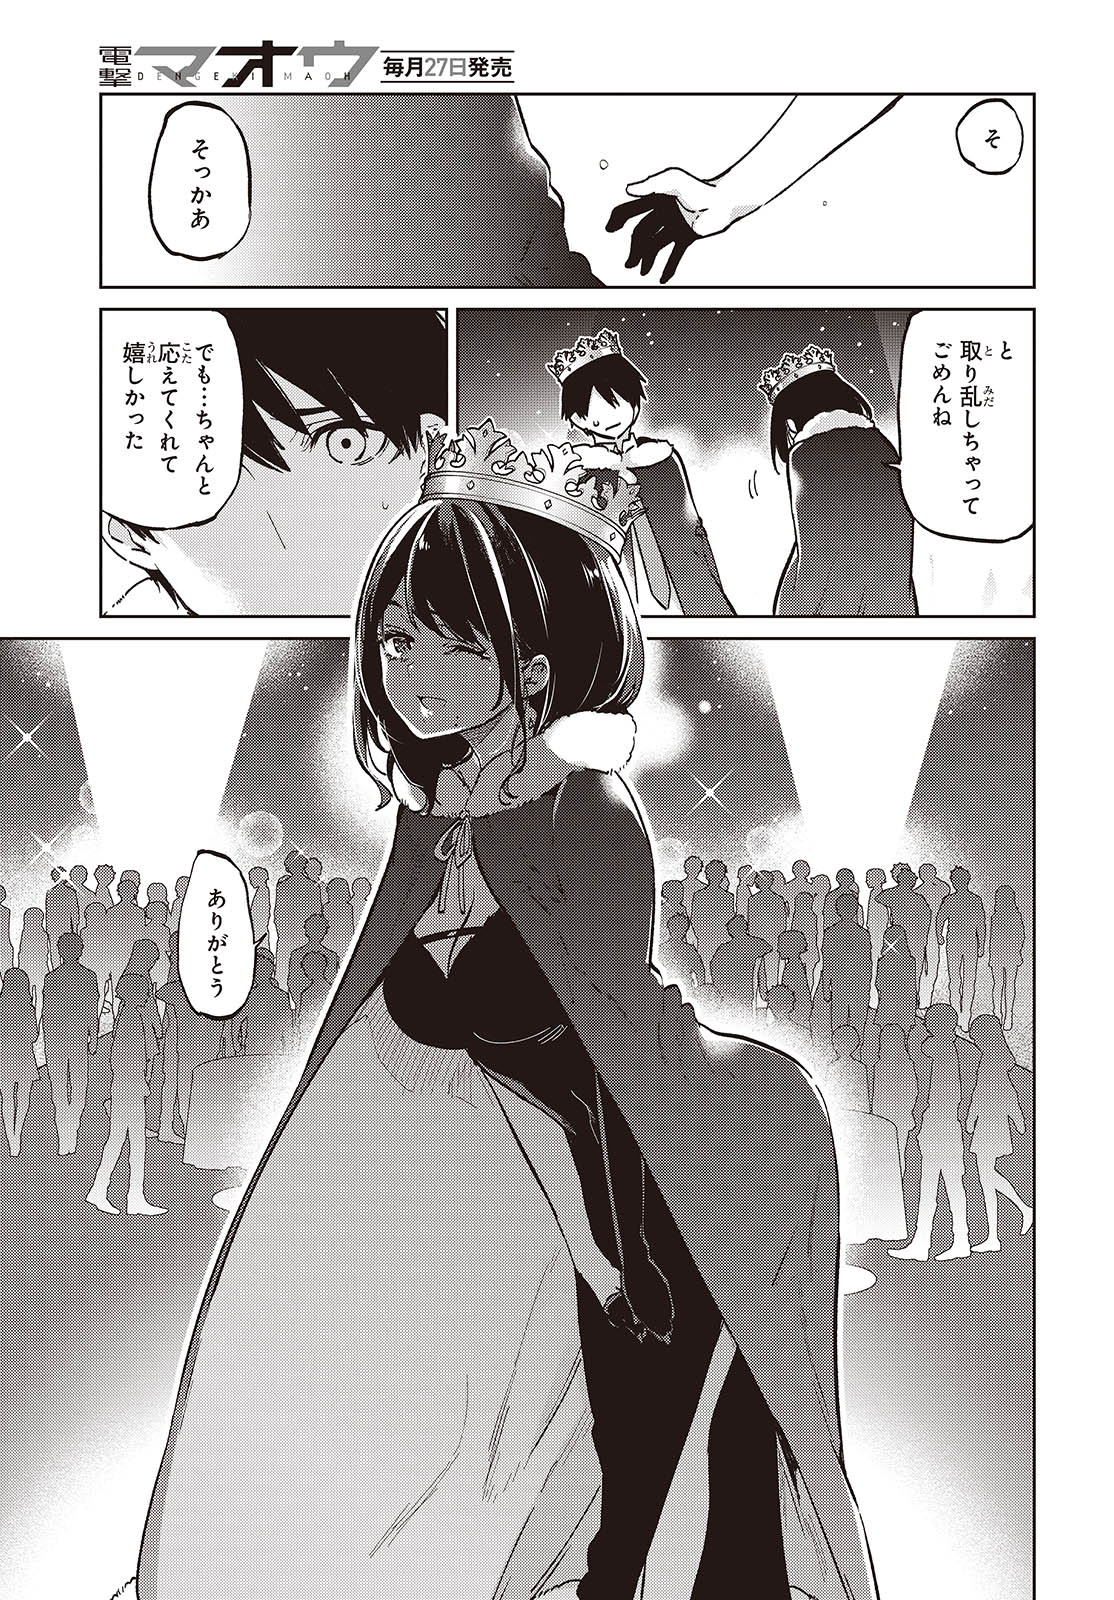 電撃マオウ
DENGEKI MAOH
毎月27日発売
そ
そっかあ
と
取り乱しちゃって
ごめんね
でも…ちゃんと
応えてくれて
嬉しかった
ありがとう